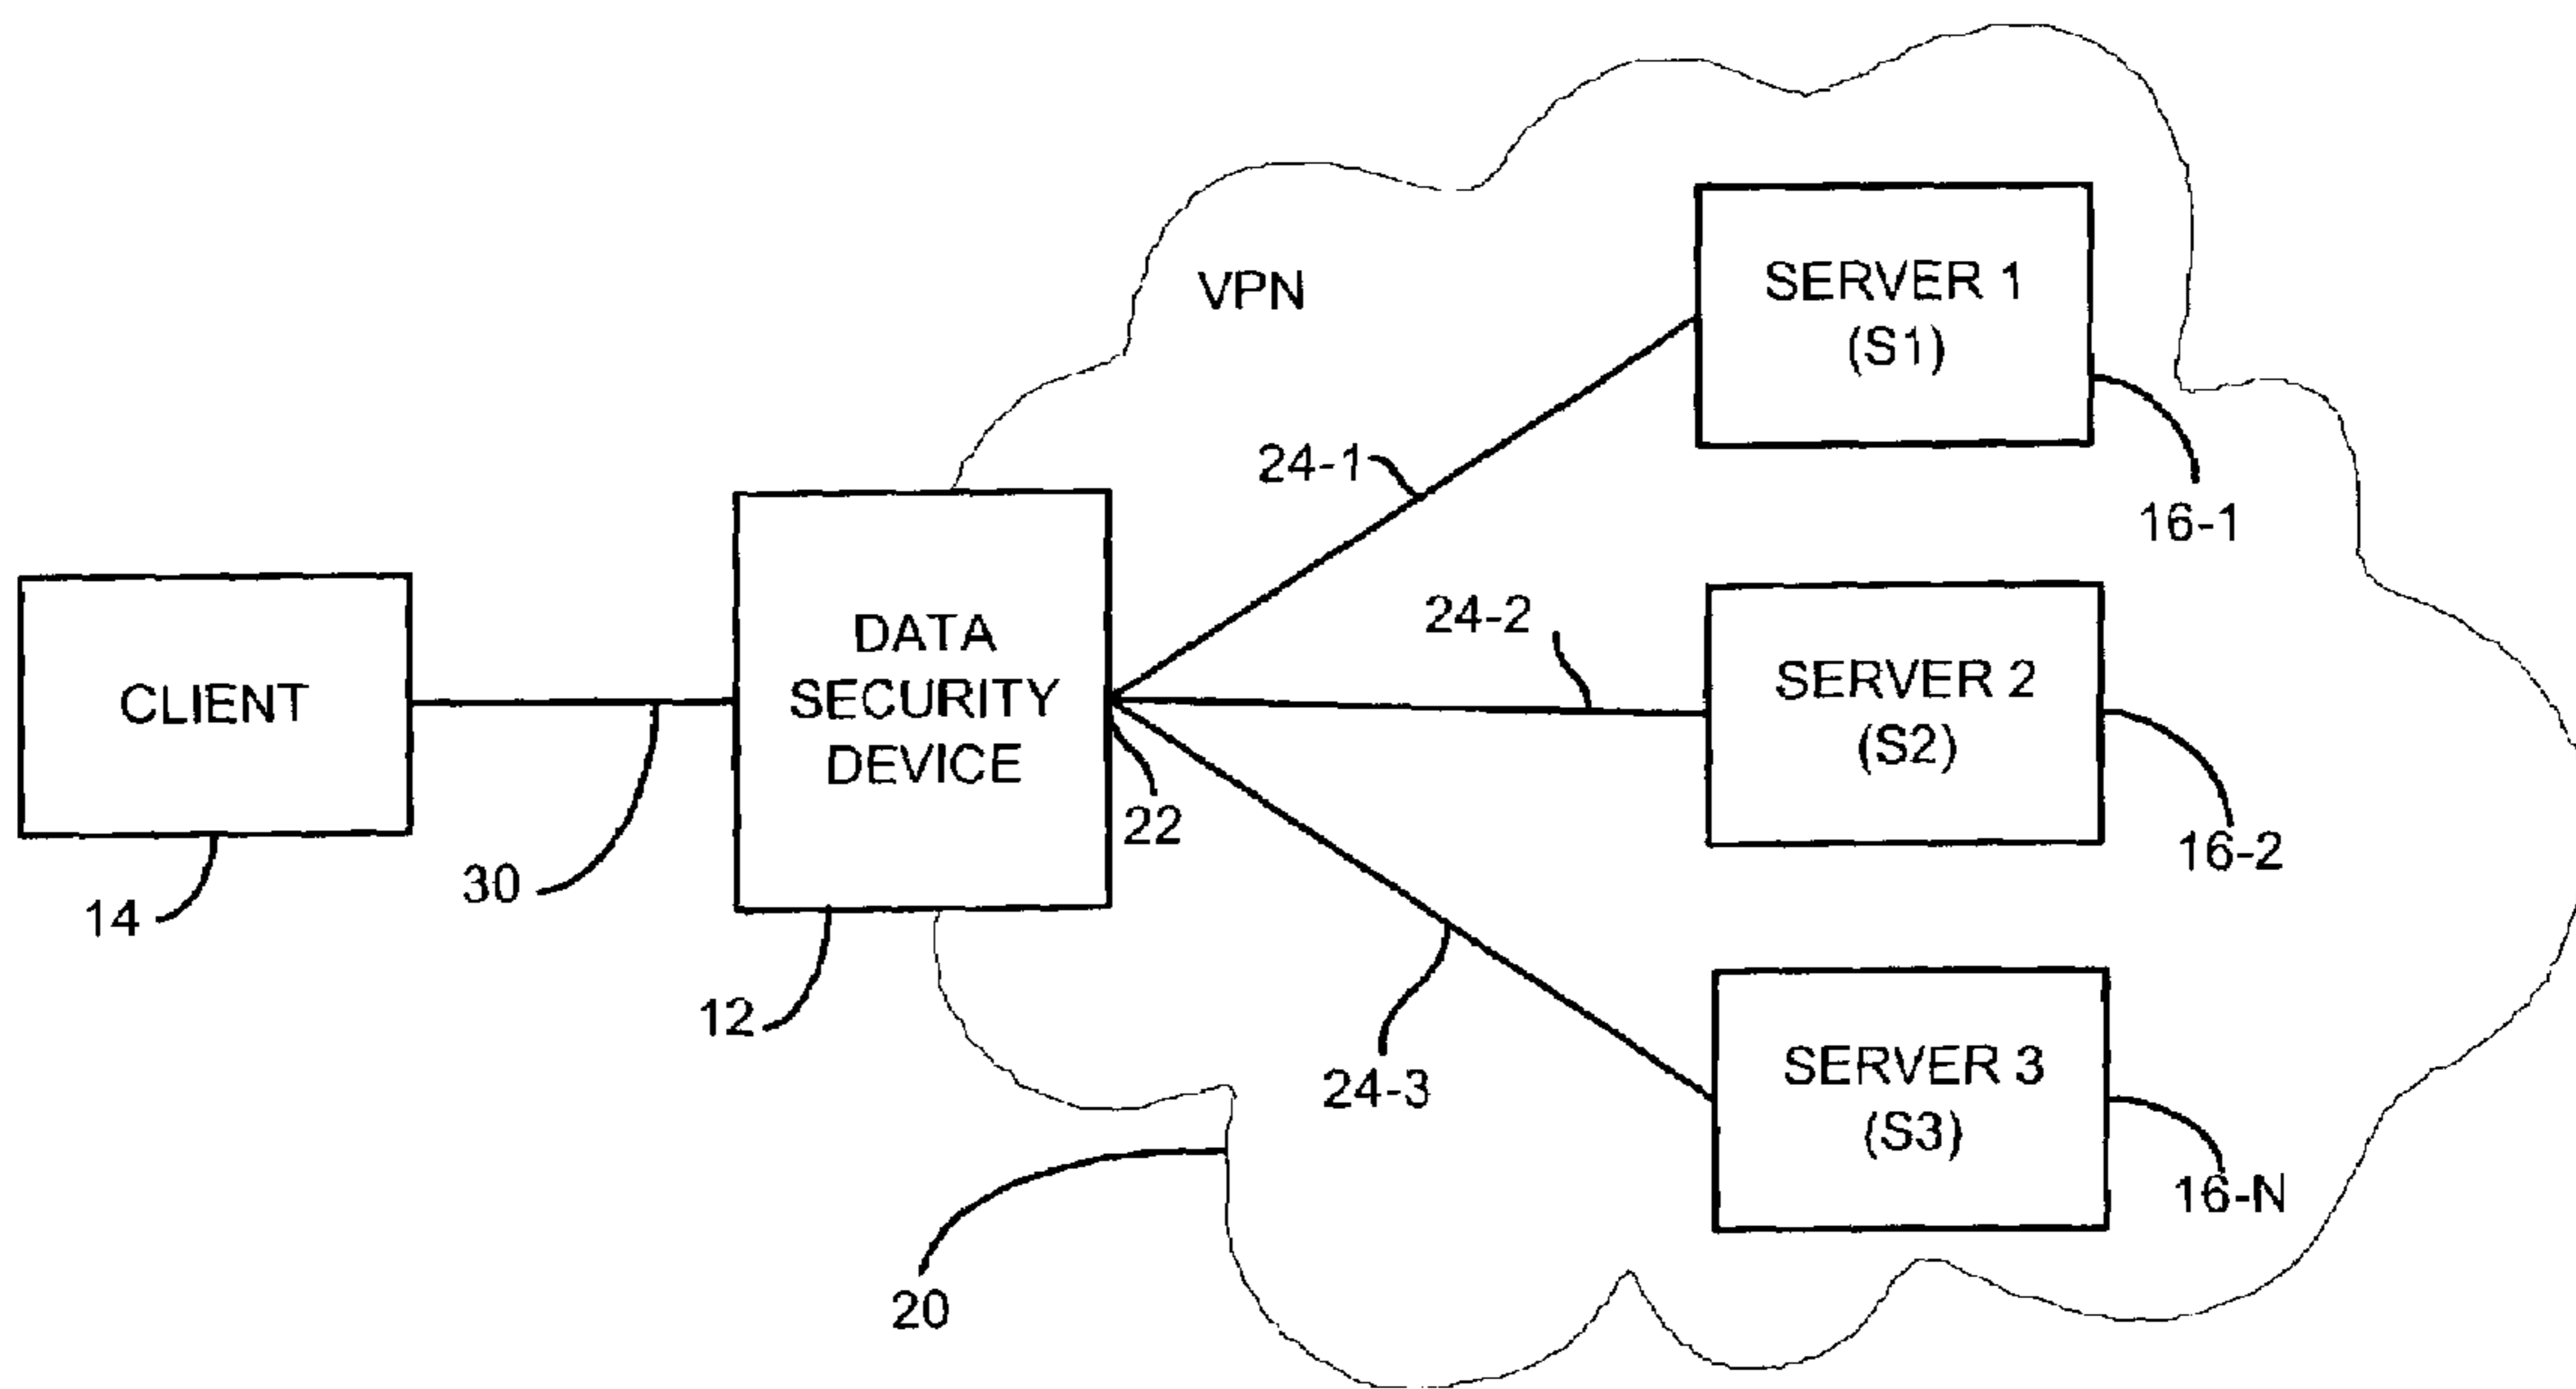 VPN
SERVER 1
(S1)
24-1
16-1
24-2
DATA
SECURITY
DEVICE
CLIENT
SERVER 2
(S2)
22
16-2
30
14
12
24-3
SERVER 3
(S3)
16-N
20